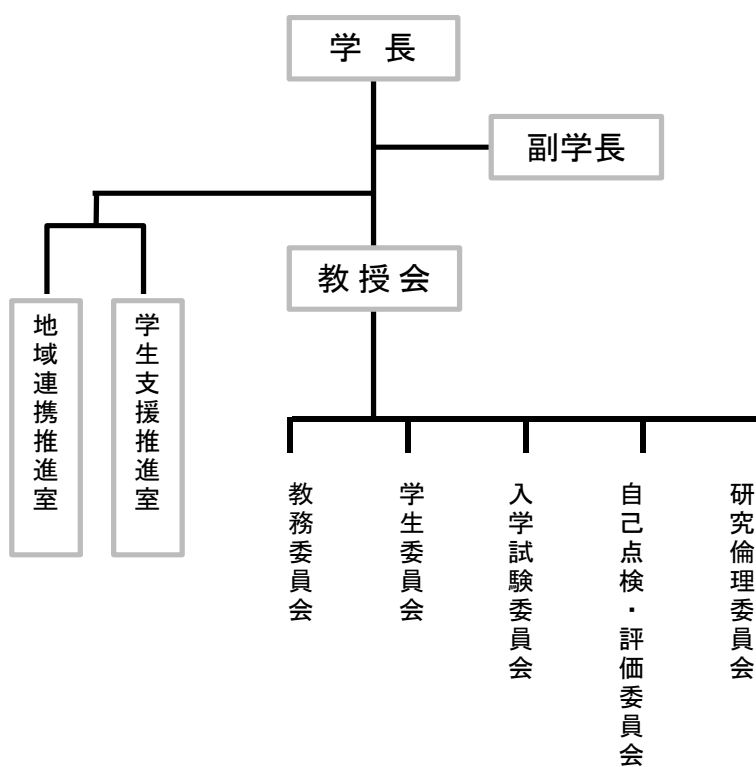 学 長
副学長
教 授 会
地域連携推進室
学生支援推進室
教務委員会
学生委員会
入学試験委員会
自己点検・評価委員会
研究倫理委員会